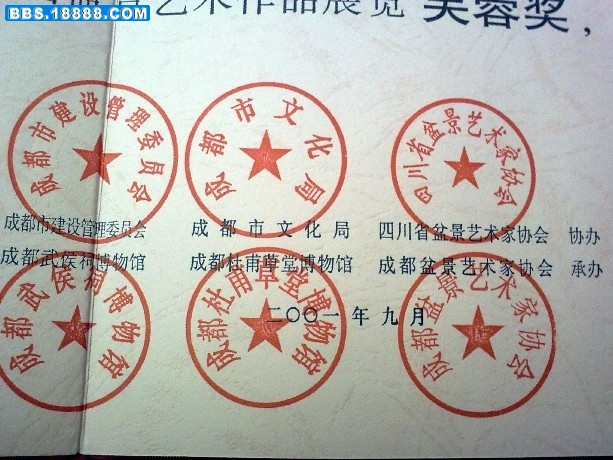 BBS.18888.COM
艺术作品展览 芙蓉奖，
成都市建设管理委员会
成都市文化局
四川省盆景艺术家协会
成都市建设管理委员会 成都市文化局 四川省盆景艺术家协会 协办
成都武侯祠博物馆 成都杜甫草堂博物馆 成都盆景艺术家协会 承办
成都武侯祠博物馆
成都杜甫草堂博物馆
成都盆景艺术家协会
二〇〇一年九月